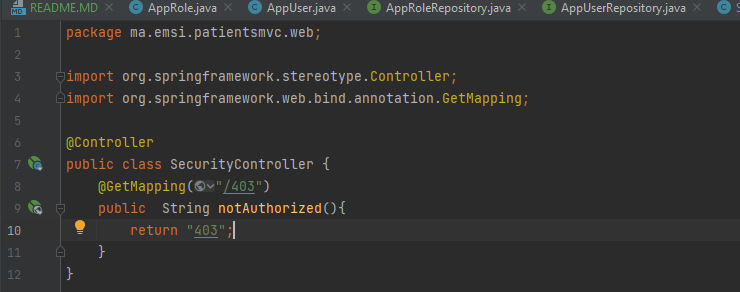 README.MD AppRole.java AppUser.java AppRoleRepository.java AppUserRepository.java
1 package ma.emsi.patientsmvc.web;
2
3 import org.springframework.stereotype.Controller;
4 import org.springframework.web.bind.annotation.GetMapping;
5
6 @Controller
7 public class SecurityController {
8 @GetMapping("/403")
9 public  String notAuthorized(){
10 return "403";
11 }
12 }